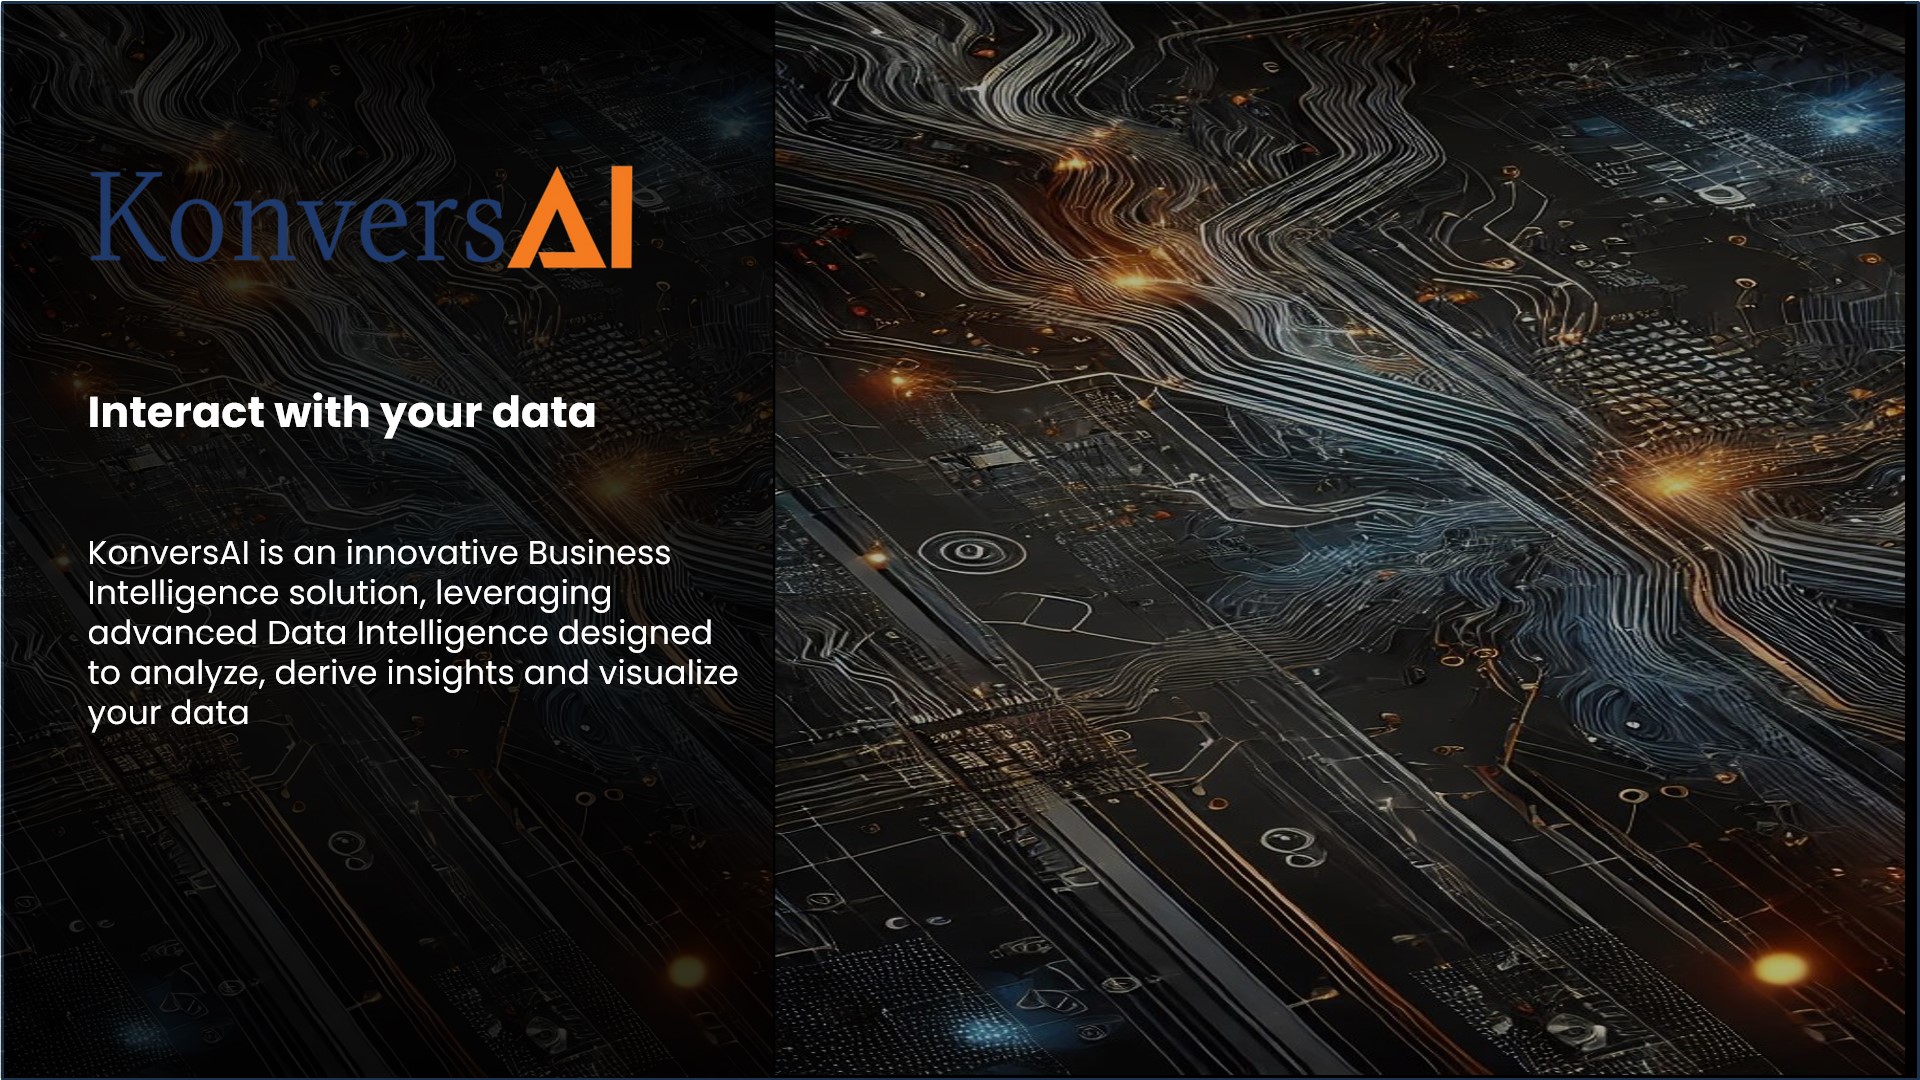 KonversAI
Interact with your data
KonversAI is an innovative Business
Intelligence solution, leveraging
advanced Data Intelligence designed
to analyze, derive insights and visualize
your data